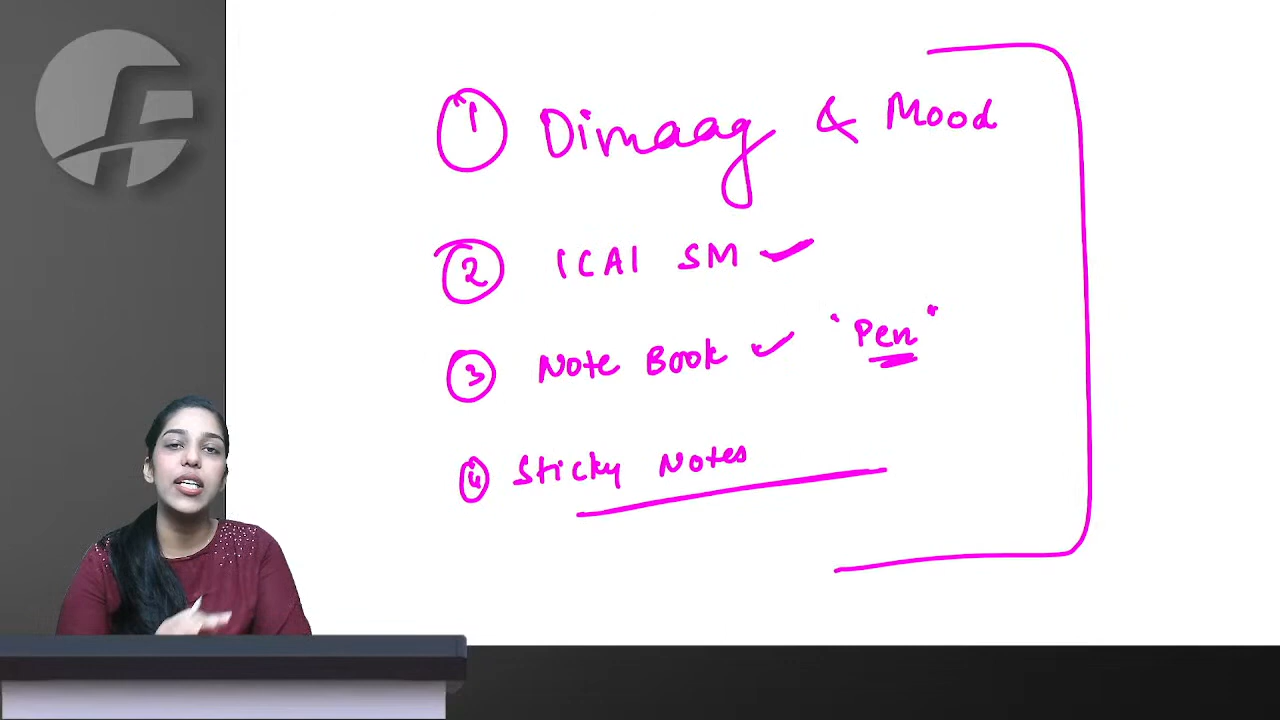 1 Dimaag & Mood
2 ICAI SM
3 Note Book "Pen"
4 Sticky Notes